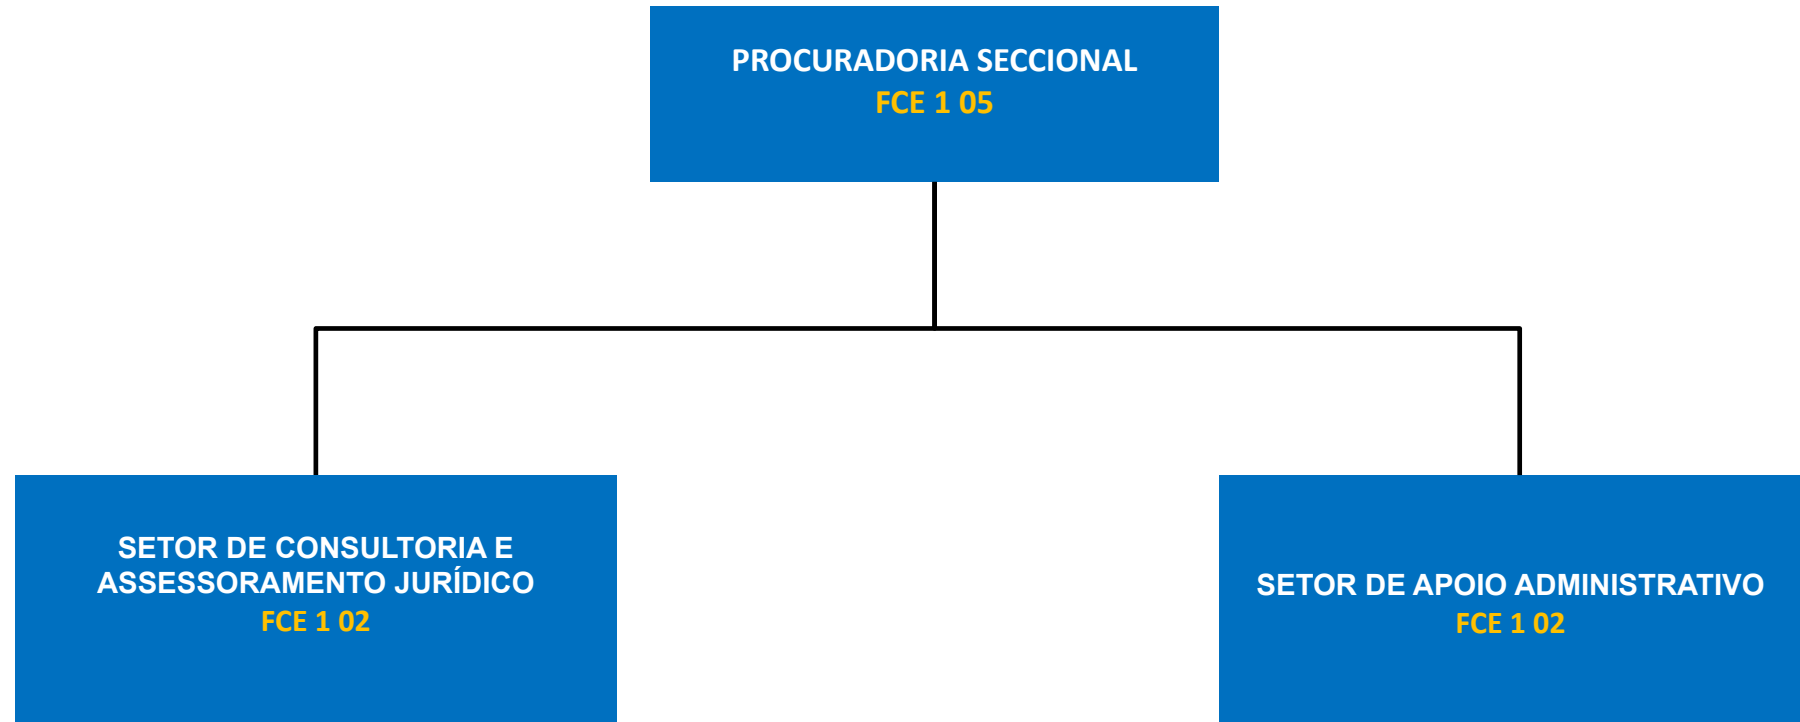 PROCURADORIA SECCIONAL
FCE 1 05
SETOR DE CONSULTORIA E
ASSESSORAMENTO JURÍDICO
FCE 1 02
SETOR DE APOIO ADMINISTRATIVO
FCE 1 02